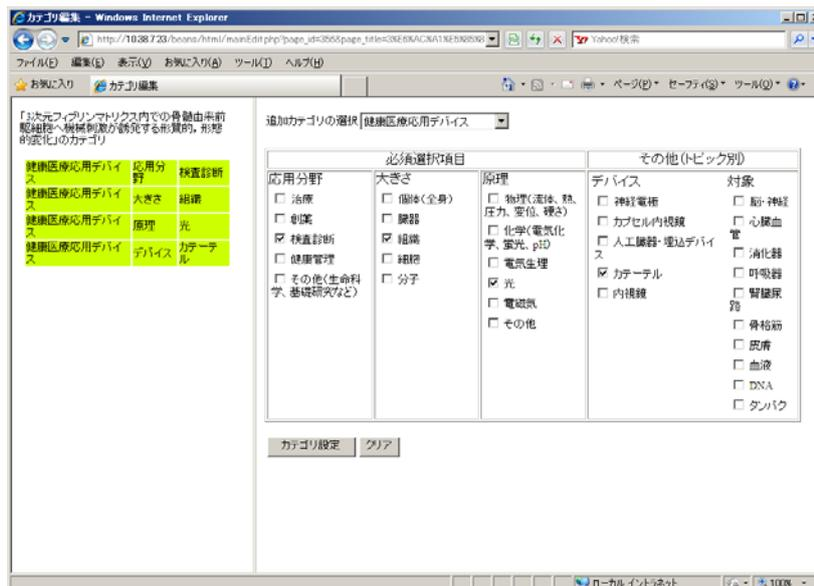 カテゴリ編集 - Windows Internet Explorer
Yahoo!検索
ファイル(F) 編集(E) 表示(V) お気に入り(A) ツール(T) ヘルプ(H)
お気に入り カテゴリ編集 ページ(P) セーフティ(S) ツール(O)
「3次元フィブリンマトリクス内での骨髄由来前
駆細胞へ機械刺激が誘発する形質的, 形態
的変化」のカテゴリ
健康医療応用デバイ
ス
応用分
野
検査診断
健康医療応用デバイ
ス
大きさ
組織
健康医療応用デバイ
ス
原理
光
健康医療応用デバイ
ス
デバイス
カテーテ
ル
追加カテゴリの選択 健康医療応用デバイス
必須選択項目
その他(トピック別)
応用分野
治療
創薬
検査診断
健康管理
その他(生命科
学、基礎研究など)
大きさ
個体(全身)
臓器
組織
細胞
分子
原理
物理(流体、熱、
圧力、変位、硬さ)
化学(電気化
学、蛍光、pH)
電気生理
光
電磁気
その他
デバイス
神経電極
カプセル内視鏡
人工臓器・埋込デバイ
ス
カテーテル
内視鏡
対象
脳・神経
心臓血
管
消化器
呼吸器
腎臓尿
路
骨格筋
皮膚
血液
DNA
タンパク
カテゴリ設定 クリア
ローカル イントラネット 100%